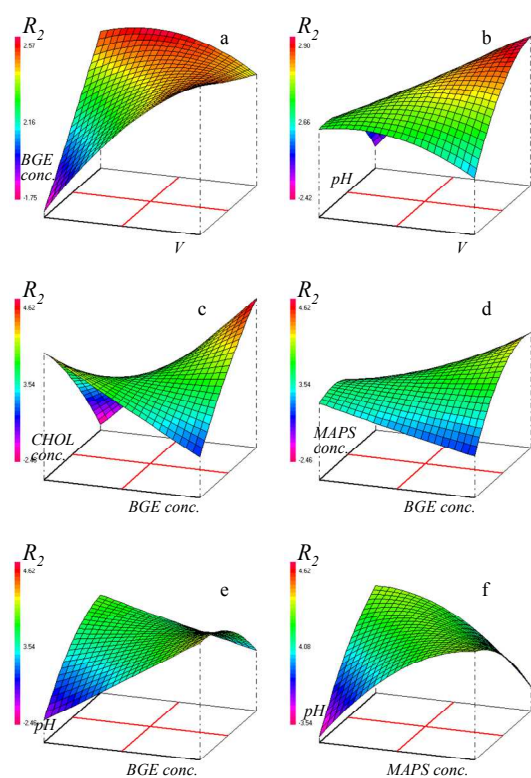 R2
a
2.57
2.16
-1.75
BGE
conc.
V
R2
b
2.90
2.66
-2.42
pH
V
R2
c
4.62
3.54
-2.46
CHOL
conc.
BGE conc.
R2
d
4.62
3.54
-2.46
MAPS
conc.
BGE conc.
R2
e
4.62
3.54
-2.46
pH
BGE conc.
R2
f
4.62
4.08
-3.54
pH
MAPS conc.